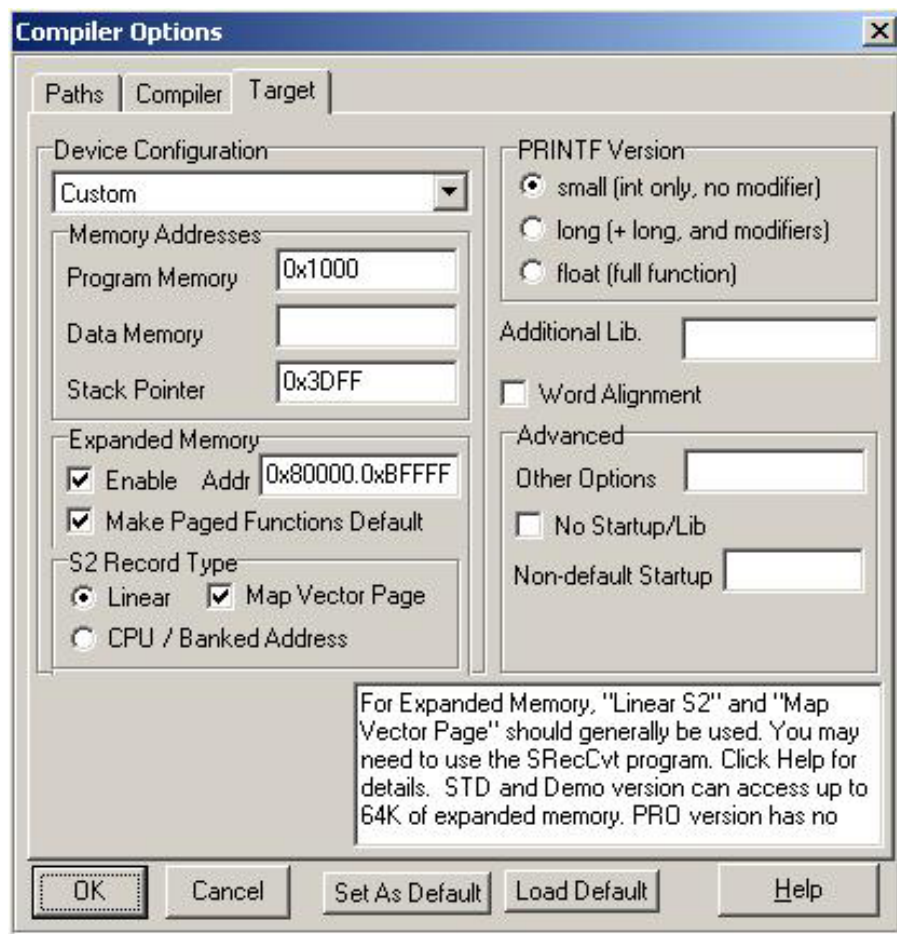 Compiler Options
Paths
Compiler
Target
Device Configuration
Custom
Memory Addresses
Program Memory 0x1000
Data Memory
Stack Pointer 0x3DFF
Expanded Memory
Enable Addr 0x80000.0xBFFFF
Make Paged Functions Default
S2 Record Type
Linear Map Vector Page
CPU / Banked Address
PRINTF Version
small (int only, no modifier)
long (+ long, and modifiers)
float (full function)
Additional Lib.
Word Alignment
Advanced
Other Options
No Startup/Lib
Non-default Startup
For Expanded Memory, "Linear S2" and "Map
Vector Page" should generally be used. You may
need to use the SRecCvt program. Click Help for
details. STD and Demo version can access up to
64K of expanded memory. PRO version has no
OK
Cancel
Set As Default
Load Default
Help